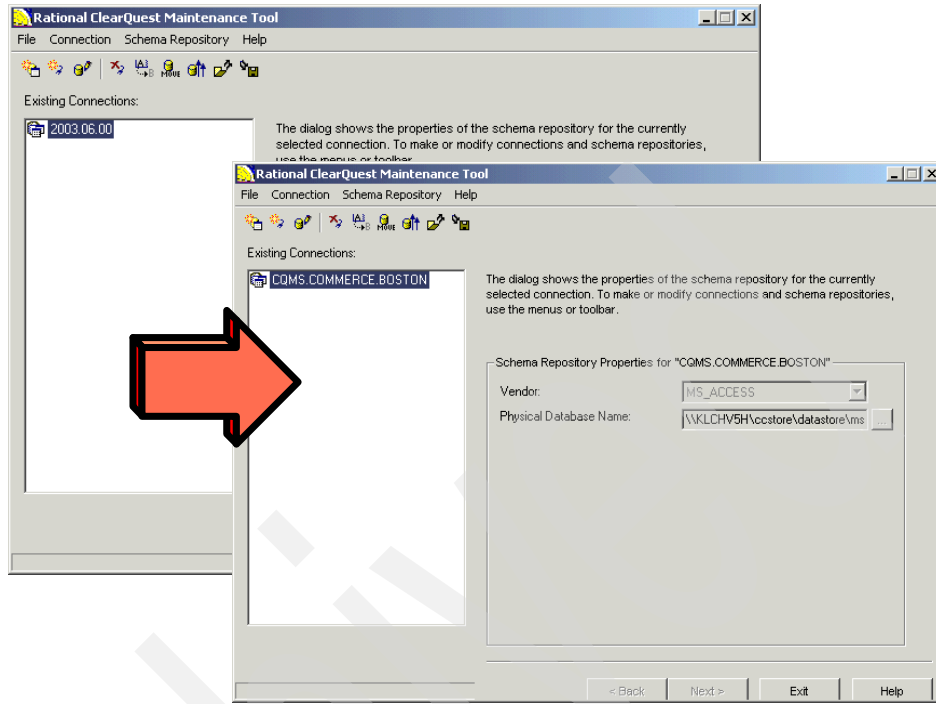 Rational ClearQuest Maintenance Tool
File Connection Schema Repository Help
Existing Connections:
2003.06.00
The dialog shows the properties of the schema repository for the currently
selected connection. To make or modify connections and schema repositories,
use the menus or toolbar.
Rational ClearQuest Maintenance Tool
File Connection Schema Repository Help
Existing Connections:
CQMS.COMMERCE.BOSTON
The dialog shows the properties of the schema repository for the currently
selected connection. To make or modify connections and schema repositories,
use the menus or toolbar.
Schema Repository Properties for "CQMS.COMMERCE.BOSTON"
Vendor: MS_ACCESS
Physical Database Name: \\KLCHV5H\ccstore\datastore\ms ...
< Back Next > Exit Help